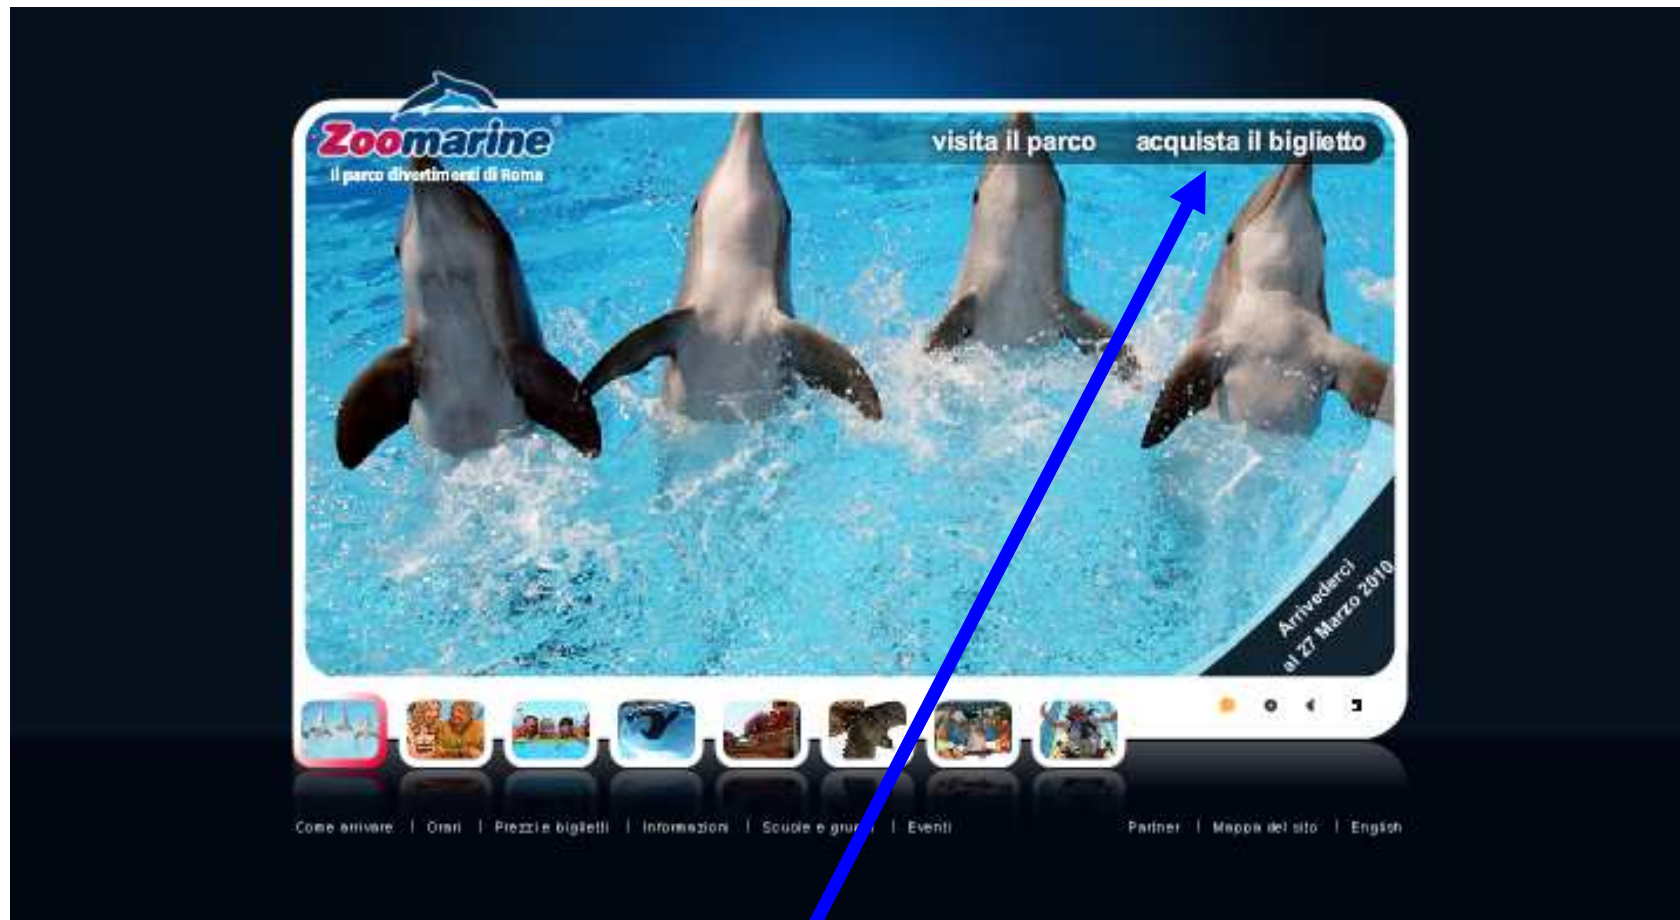 Zoomarine
Il parco divertimenti di Roma
visita il parco acquista il biglietto
Arrivederci
al 27 Marzo 2010
Come arrivare | Orari | Prezzi e biglietti | Informazioni | Scuole e gruppi | Eventi
Partner | Mappa del sito | English